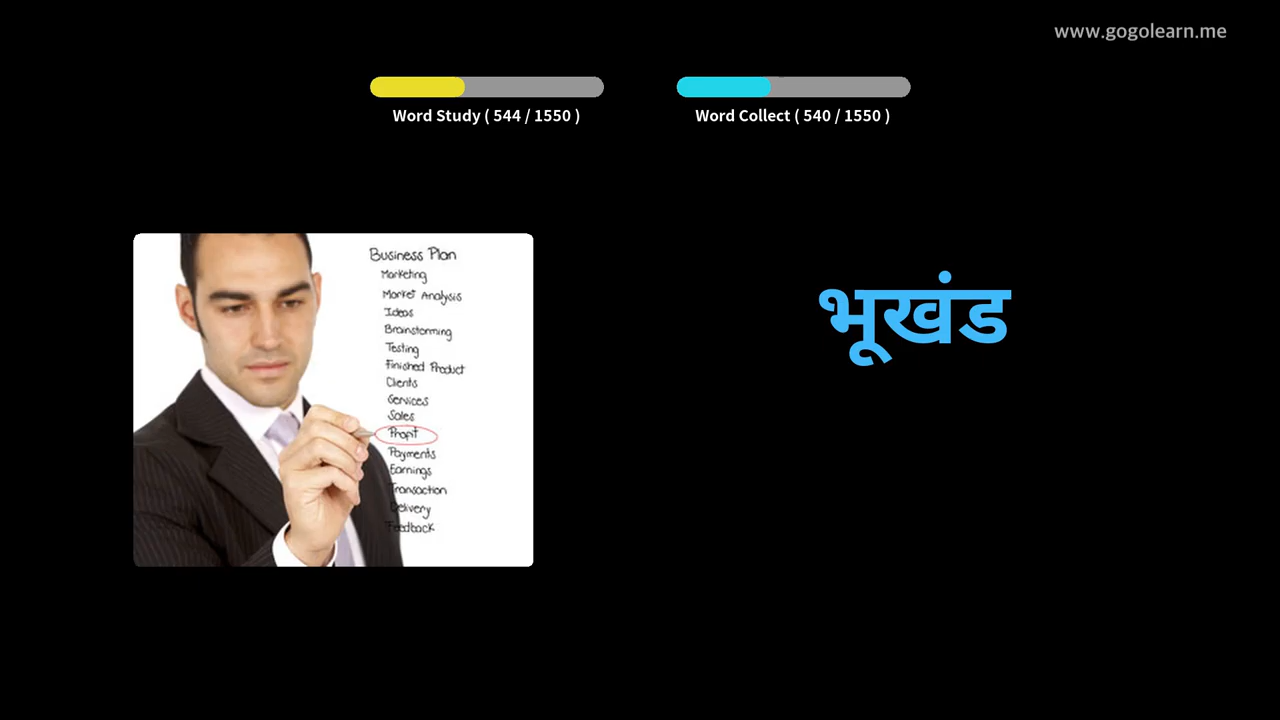 www.gogolearn.me
Word Study ( 544 / 1550 )
Word Collect ( 540 / 1550 )
Business Plan
Marketing
Market Analysis
Ideas
Brainstorming
Testing
Finished Product
Clients
Services
Sales
Profit
Payments
Earnings
Transaction
Delivery
Feedback
भूखंड